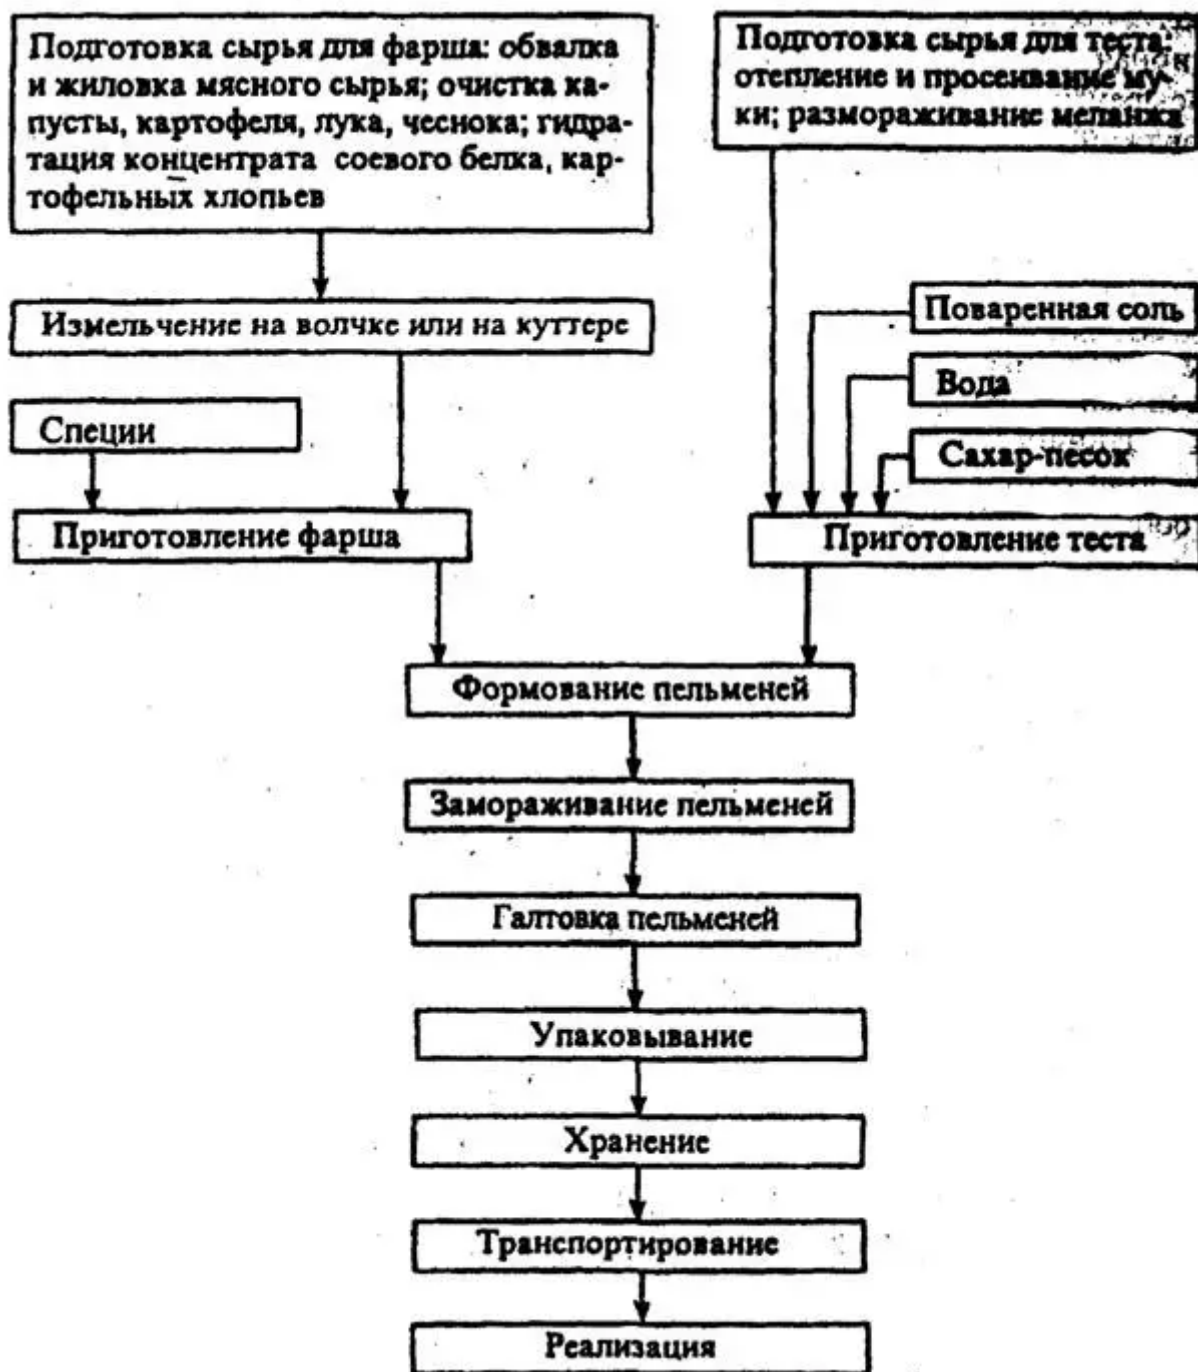 Подготовка сырья для фарша: обвалка
и жиловка мясного сырья; очистка ка-
пусты, картофеля, лука, чеснока; гидра-
тация концентрата соевого белка, кар-
тофельных хлопьев
Подготовка сырья для теста:
отепление и просеивание му-
ки; размораживание меланжа
Измельчение на волчке или на куттере
Поваренная соль
Вода
Специи
Сахар-песок
Приготовление фарша
Приготовление теста
Формование пельменей
Замораживание пельменей
Галтовка пельменей
Упаковывание
Хранение
Транспортирование
Реализация